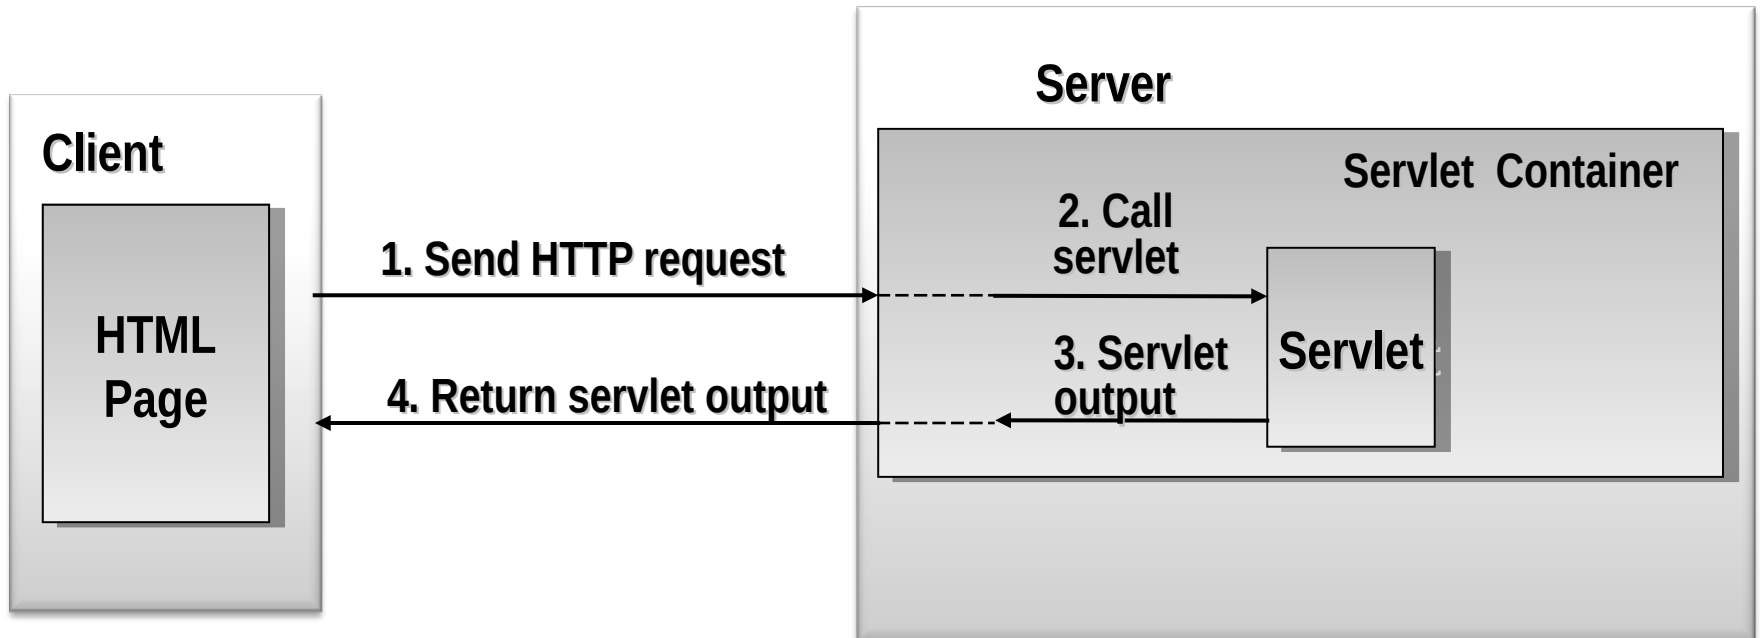 Server
Client
Servlet Container
2. Call
servlet
1. Send HTTP request
HTML
Page
Servlet
3. Servlet
output
4. Return servlet output